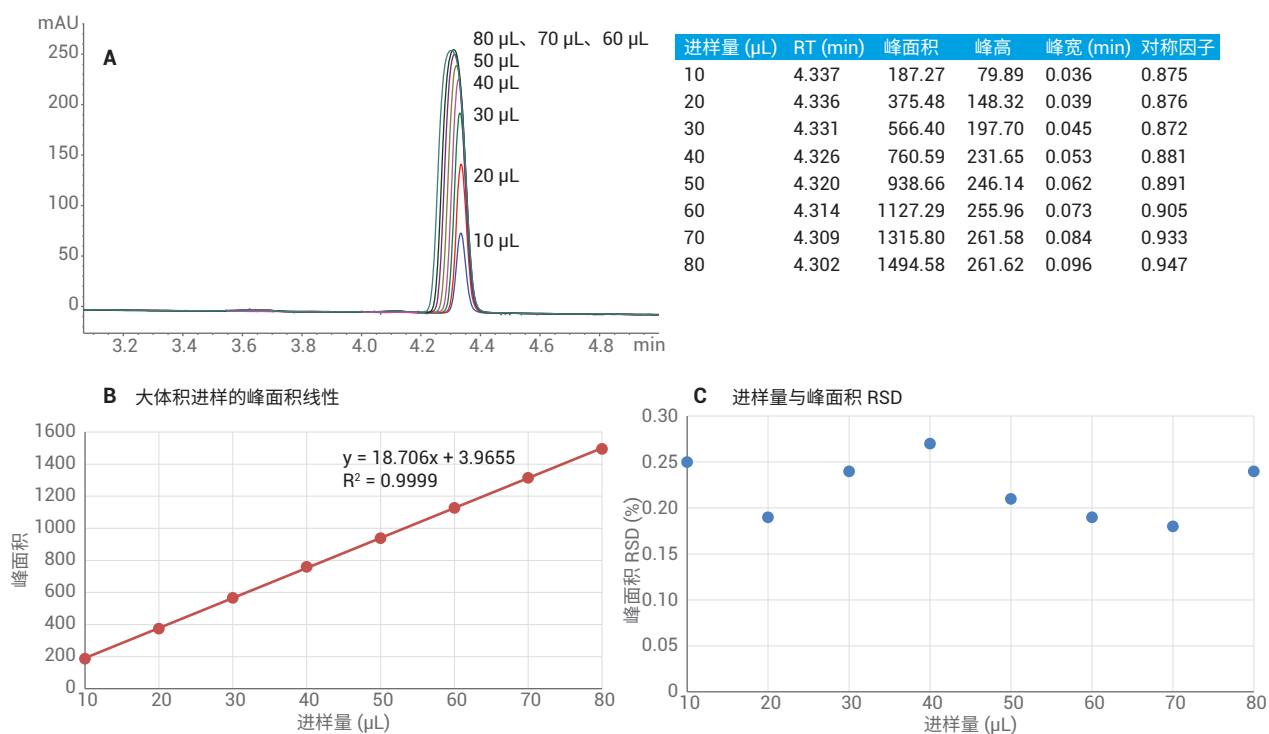 mAU
A
250
200
150
100
50
0
80 µL、70 µL、60 µL
50 µL
40 µL
30 µL
20 µL
10 µL
3.2 3.4 3.6 3.8 4.0 4.2 4.4 4.6 4.8 min
进样量 (µL) RT (min) 峰面积 峰高 峰宽 (min) 对称因子
10 4.337 187.27 79.89 0.036 0.875
20 4.336 375.48 148.32 0.039 0.876
30 4.331 566.40 197.70 0.045 0.872
40 4.326 760.59 231.65 0.053 0.881
50 4.320 938.66 246.14 0.062 0.891
60 4.314 1127.29 255.96 0.073 0.905
70 4.309 1315.80 261.58 0.084 0.933
80 4.302 1494.58 261.62 0.096 0.947
B 大体积进样的峰面积线性
1600
1400
1200
1000
800
600
400
200
0
峰面积
y = 18.706x + 3.9655
R² = 0.9999
10 20 30 40 50 60 70 80
进样量 (µL)
C 进样量与峰面积 RSD
0.30
0.25
0.20
0.15
0.10
0.05
0
峰面积 RSD (%)
10 20 30 40 50 60 70 80
进样量 (µL)